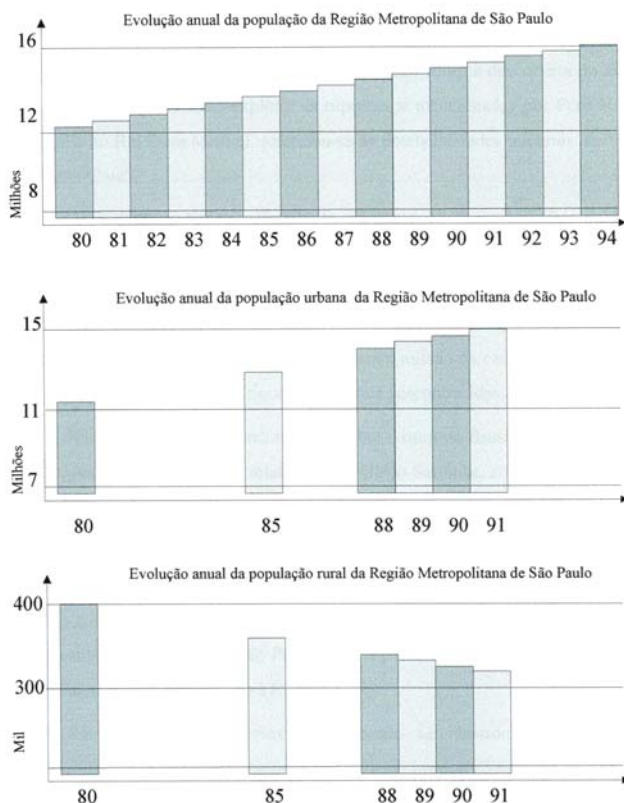 Evolução anual da população da Região Metropolitana de São Paulo
16
12
8
Milhões
80 81 82 83 84 85 86 87 88 89 90 91 92 93 94
Evolução anual da população urbana da Região Metropolitana de São Paulo
15
11
7
Milhões
80 85 88 89 90 91
Evolução anual da população rural da Região Metropolitana de São Paulo
400
300
Mil
80 85 88 89 90 91